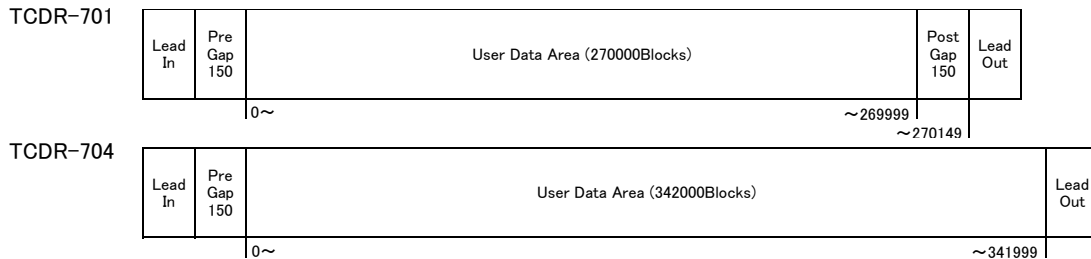 TCDR-701
Lead
In
Pre
Gap
150
User Data Area (270000Blocks)
Post
Gap
150
Lead
Out
0～
～269999
～270149
TCDR-704
Lead
In
Pre
Gap
150
User Data Area (342000Blocks)
Lead
Out
0～
～341999